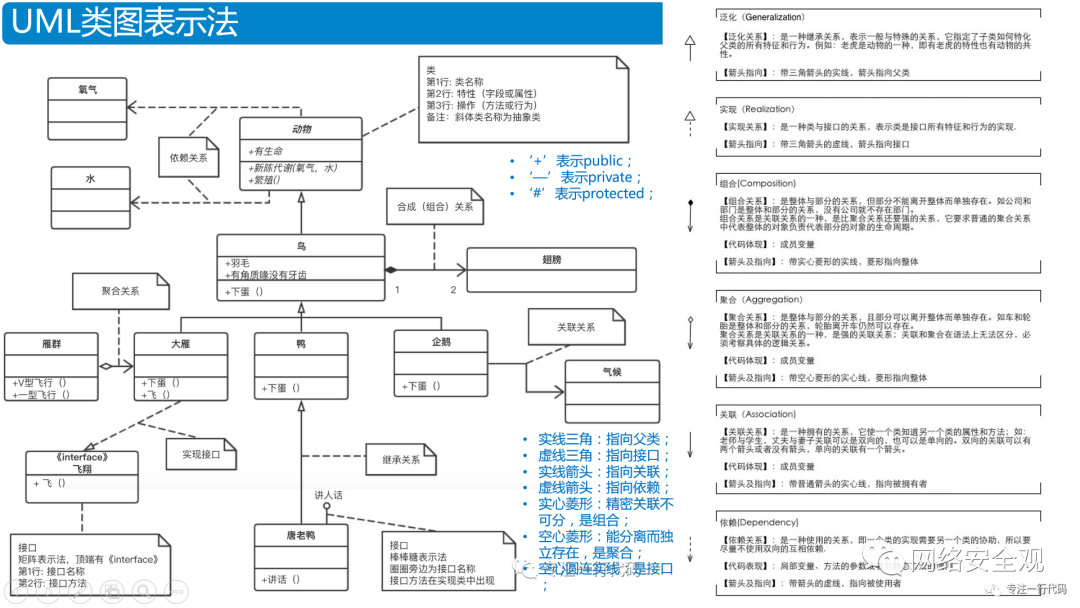 UML类图表示法
氧气
水
依赖关系
动物
+有生命
+新陈代谢(氧气，水)
+繁殖()
类
第1行: 类名称
第2行: 特性（字段或属性）
第3行: 操作（方法或行为）
备注：斜体类名称为抽象类
• ‘+’表示public；
• ‘—’表示private；
• ‘#’表示protected；
合成（组合）关系
鸟
+羽毛
+有角质喙没有牙齿
+下蛋（）
1
2
翅膀
聚合关系
雁群
+V型飞行（）
+一型飞行（）
大雁
+下蛋（）
+飞（）
鸭
+下蛋（）
企鹅
+下蛋（）
关联关系
气候
实现接口
《interface》
飞翔
+ 飞（）
继承关系
讲人话
唐老鸭
+讲话（）
接口
矩阵表示法，顶端有《interface》
第1行: 接口名称
第2行: 接口方法
接口
棒棒糖表示法
圈圈旁边为接口名称
接口方法在实现类中出现
• 实线三角：指向父类；
• 虚线三角：指向接口；
• 实线箭头：指向关联；
• 虚线箭头：指向依赖；
• 实心菱形：精密关联不
可分，是组合；
• 空心菱形：能分离而独
立存在，是聚合；
• 空心圆连实线：是接口
；
泛化（Generalization）
【泛化关系】：是一种继承关系，表示一般与特殊的关系，它指定了子类如何特化
父类的所有特征和行为。例如：老虎是动物的一种，即有老虎的特性也有动物的共
性。
【箭头指向】：带三角箭头的实线，箭头指向父类
实现（Realization）
【实现关系】：是一种类与接口的关系，表示类是接口所有特征和行为的实现.
【箭头指向】：带三角箭头的虚线，箭头指向接口
组合(Composition)
【组合关系】：是整体与部分的关系，但部分不能离开整体而单独存在。如公司和
部门是整体和部分的关系，没有公司就不存在部门。
组合关系是关联关系的一种，是比聚合关系还要强的关系，它要求普通的聚合关系
中代表整体的对象负责代表部分的对象的生命周期。
【代码体现】：成员变量
【箭头及指向】：带实心菱形的实线，菱形指向整体
聚合（Aggregation）
【聚合关系】：是整体与部分的关系，且部分可以离开整体而单独存在。如车和轮
胎是整体和部分的关系，轮胎离开车仍然可以存在。
聚合关系是关联关系的一种，是强的关联关系；关联和聚合在语法上无法区分，必
须考察具体的逻辑关系。
【代码体现】：成员变量
【箭头及指向】：带空心菱形的实心线，菱形指向整体
关联（Association)
【关联关系】：是一种拥有的关系，它使一个类知道另一个类的属性和方法；如：
老师与学生，丈夫与妻子关联可以是双向的，也可以是单向的。双向的关联可以有
两个箭头或者没有箭头，单向的关联有一个箭头。
【代码体现】：成员变量
【箭头及指向】：带普通箭头的实心线，指向被拥有者
依赖(Dependency)
【依赖关系】：是一种使用的关系，即一个类的实现需要另一个类的协助，所以要
尽量不使用双向的互相依赖.
【代码表现】：局部变量、方法的参数
【箭头及指向】：带箭头的虚线，指向被使用者
网络安全观
专注一行代码